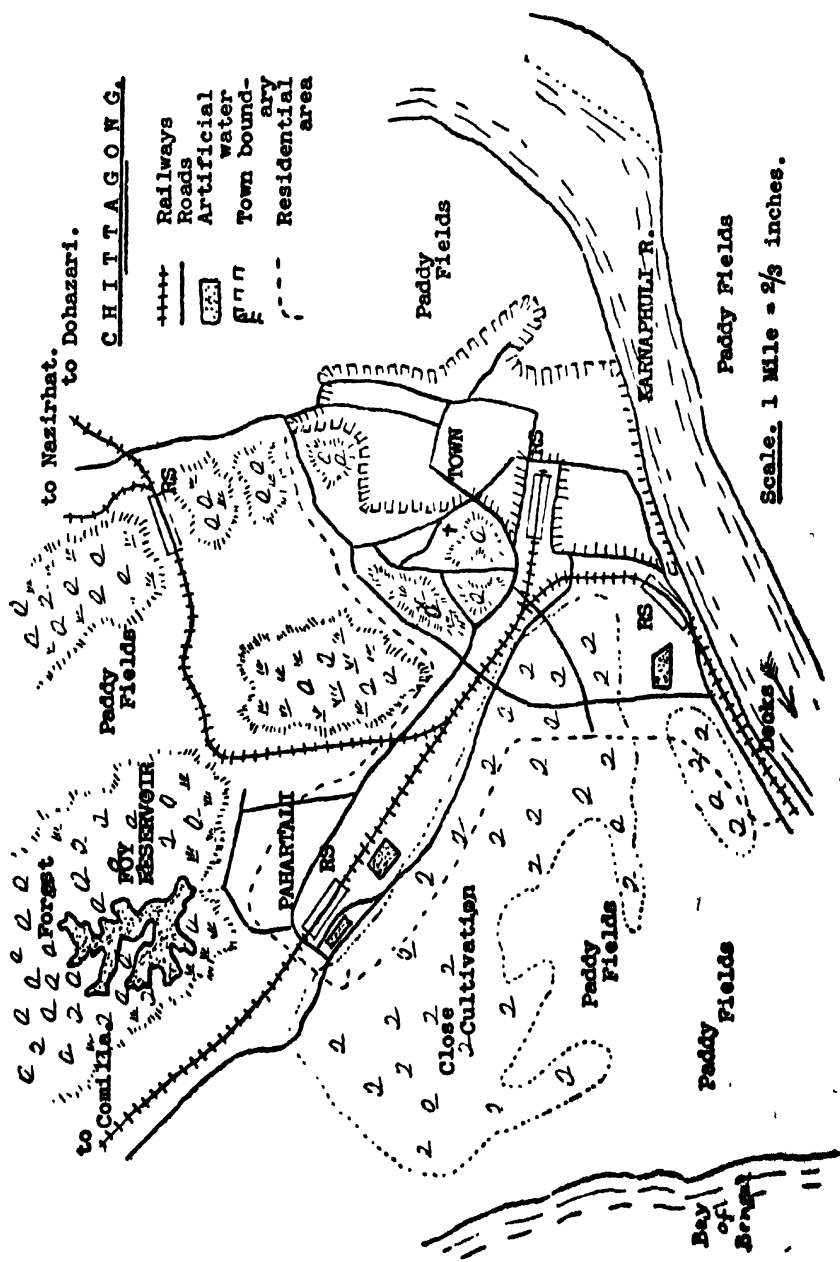 to Nazirhat.
to Dohazari.
CHITTAGONG.
Railways
Roads
Artificial
water
Town bound-
ary
Residential
area
RS
Paddy
Fields
Forest
FOY
RESERVOIR
to
Comilla.
PAHARTALI
RS
TOWN
RS
Paddy
Fields
Close
Cultivation
RS
Paddy
Fields
KARNAPHULI R.
Docks
Paddy Fields
Paddy Fields
Bay
of
Bengal
Scale. 1 Mile = 2/3 inches.